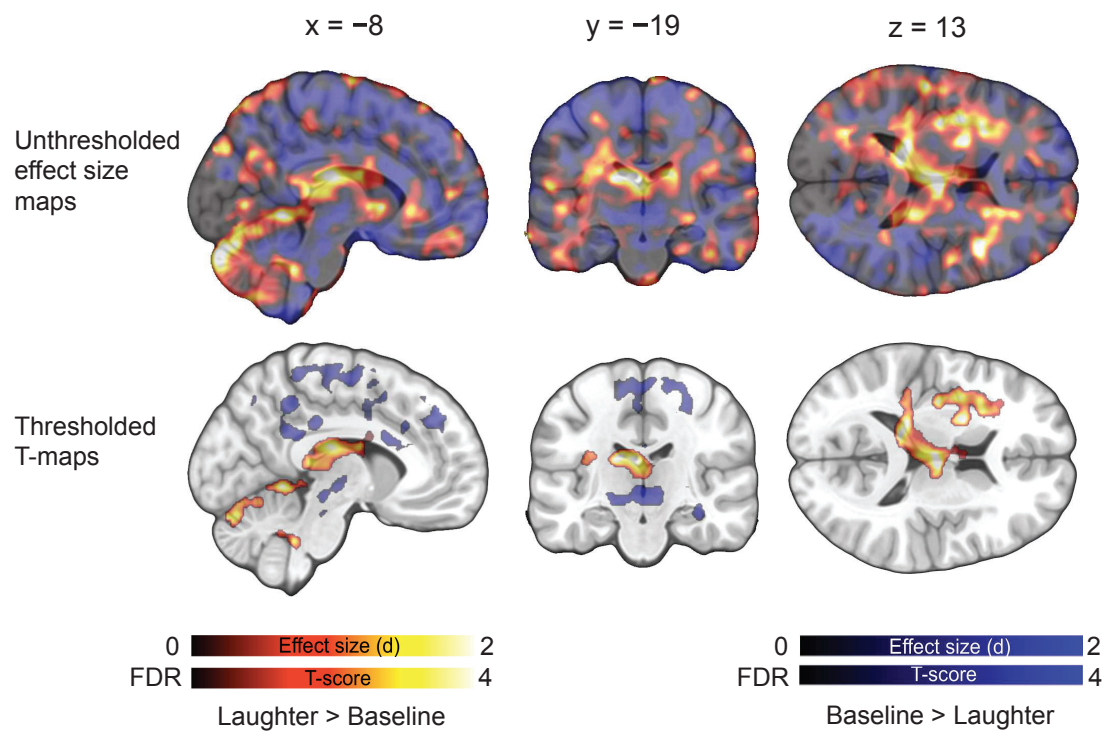 x = −8
y = −19
z = 13
Unthresholded
effect size
maps
Thresholded
T-maps
0 Effect size (d) 2
FDR T-score 4
Laughter > Baseline
0 Effect size (d) 2
FDR T-score 4
Baseline > Laughter